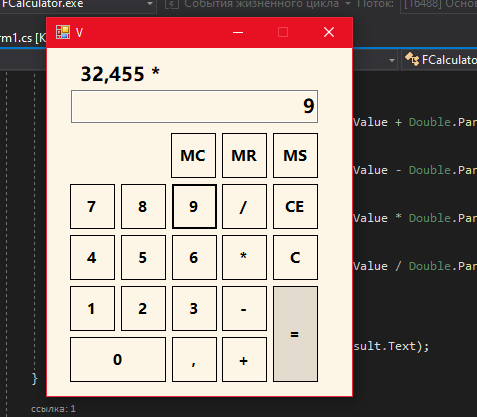 FCalculator.exe События жизненного цикла Поток: [16488] Основ
rm1.cs [К
V
FCalculato
32,455 *
9
Value + Double.Par
MC MR MS
Value - Double.Par
7 8 9 / CE
Value * Double.Par
4 5 6 * C
Value / Double.Par
1 2 3 - =
sult.Text);
0 , +
}
ссылка: 1